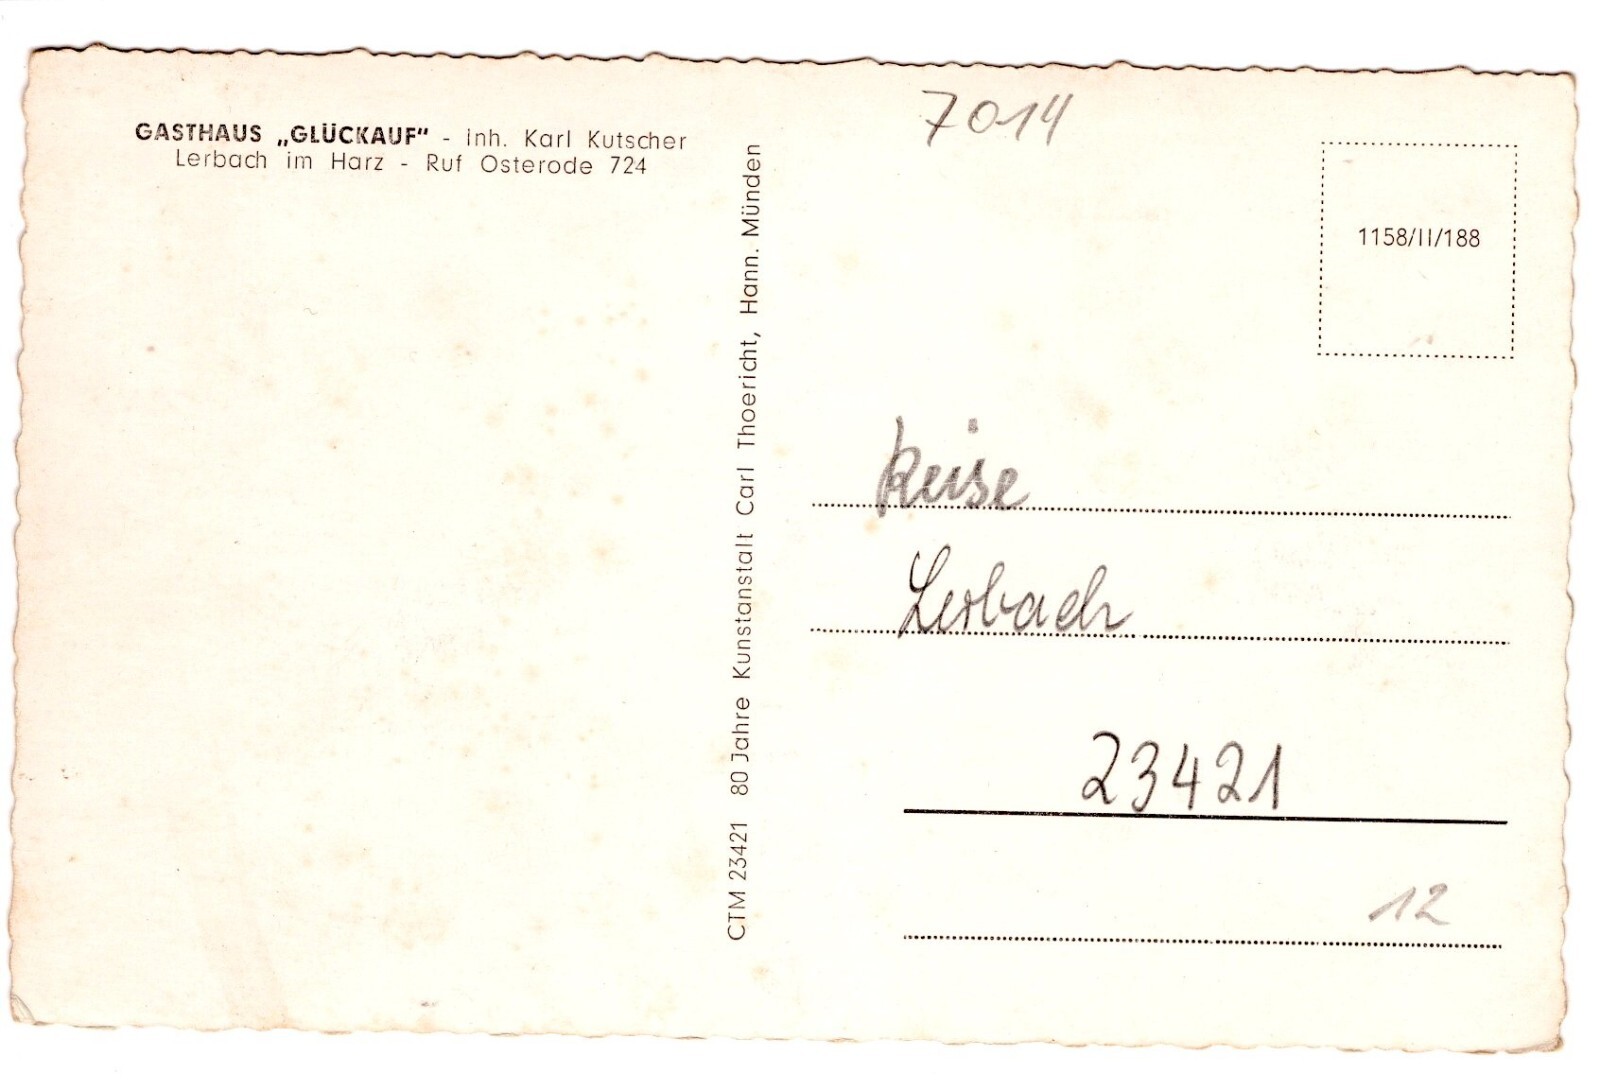 GASTHAUS „GLÜCKAUF“ - Inh. Karl Kutscher
Lerbach im Harz - Ruf Osterode 724
CTM 23421 80 Jahre Kunstanstalt Carl Thoericht, Hann. Münden
7014
1158/II/188
Reise
Lerbach
23421
12